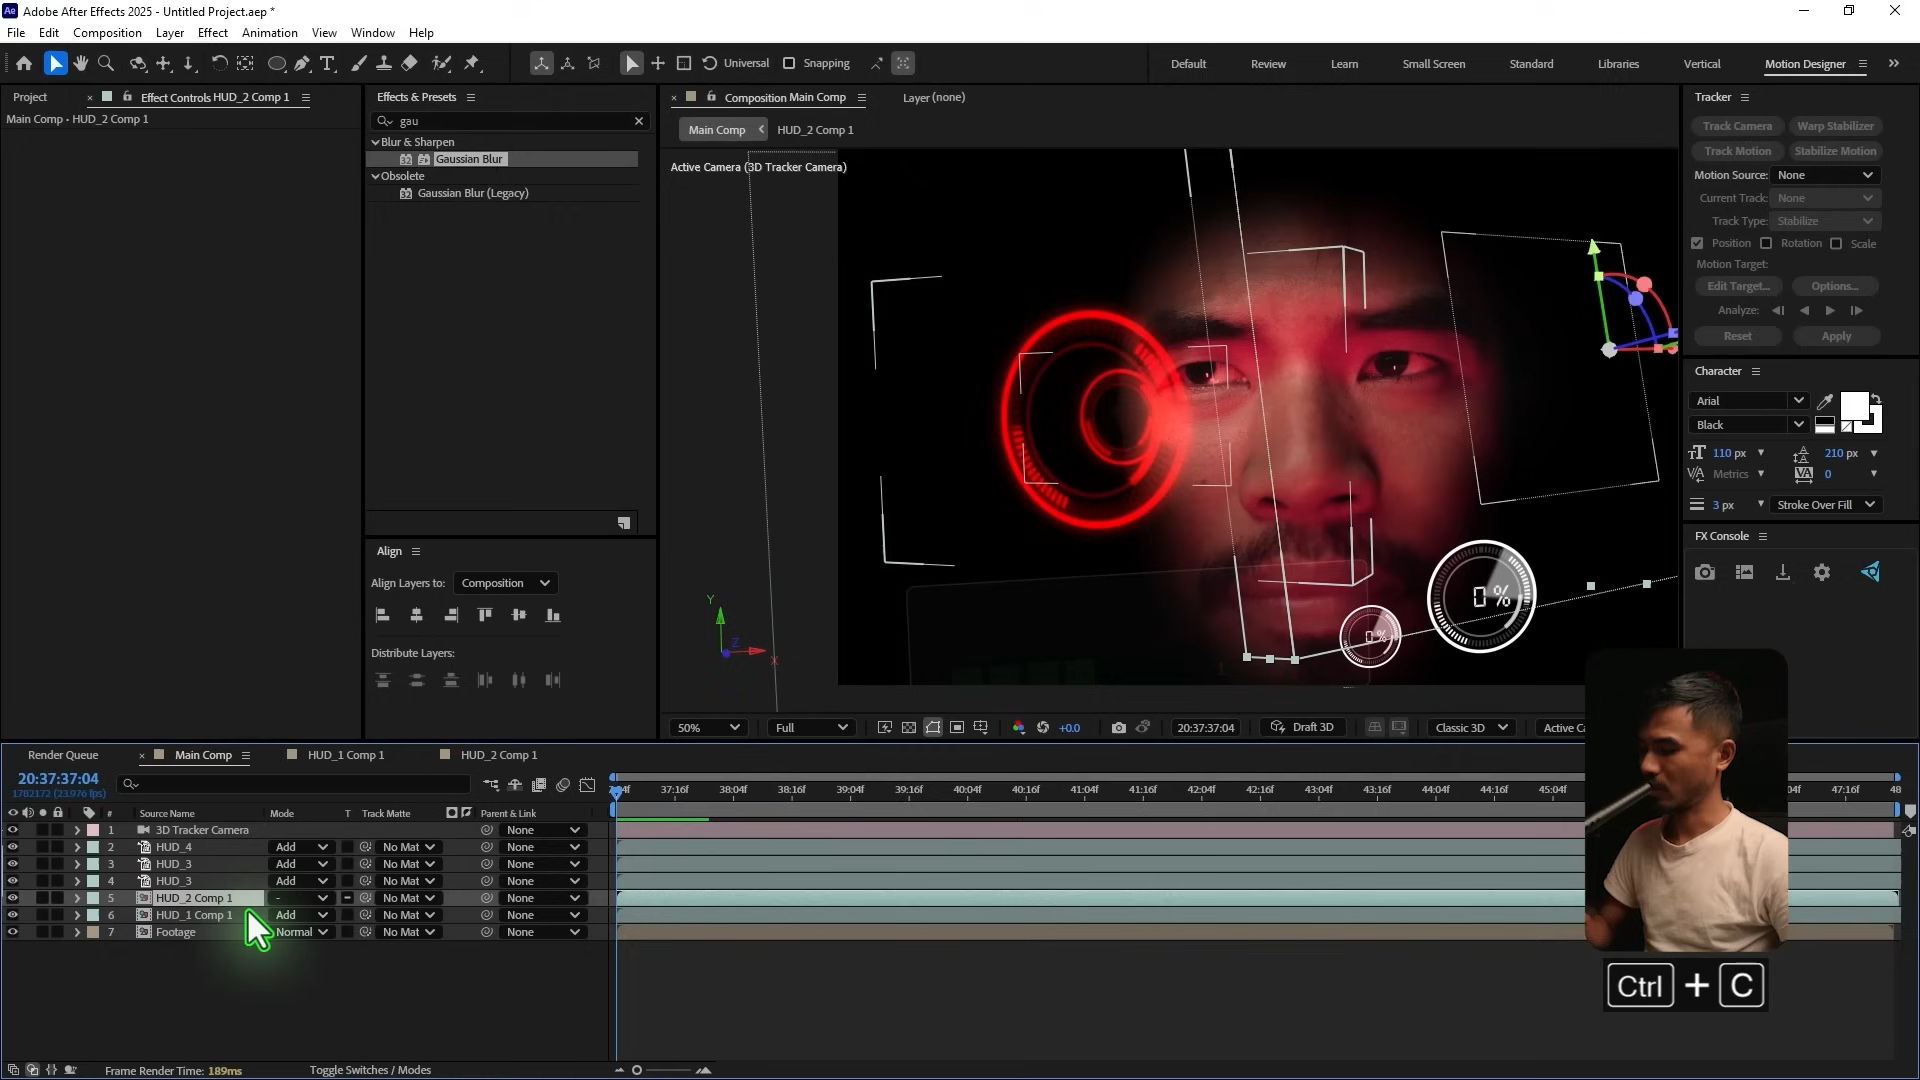 Adobe After Effects 2025 - Untitled Project.aep *
File Edit Composition Layer Effect Animation View Window Help
Universal Snapping Default Review Learn Small Screen Standard Libraries Vertical Motion Designer
Project Effect Controls HUD_2 Comp 1
Main Comp - HUD_2 Comp 1
Effects & Presets
gau
Blur & Sharpen
32 Gaussian Blur
Obsolete
32 Gaussian Blur (Legacy)
Align
Align Layers to: Composition
Distribute Layers:
Composition Main Comp Layer (none)
Main Comp HUD_2 Comp 1
Active Camera (3D Tracker Camera)
0 %
0 %
Y
Z
X
50% Full +0.0 20:37:37:04 Draft 3D Classic 3D Active Ca
Tracker
Track Camera Warp Stabilizer
Track Motion Stabilize Motion
Motion Source: None
Current Track: None
Track Type: Stabilize
Position Rotation Scale
Motion Target:
Edit Target... Options...
Analyze:
Reset Apply
Character
Arial
Black
110 px 210 px
Metrics 0
3 px Stroke Over Fill
FX Console
Render Queue Main Comp HUD_1 Comp 1 HUD_2 Comp 1
20:37:37:04
1782172 (23.976 fps)
37:16f 38:04f 38:16f 39:04f 39:16f 40:04f 40:16f 41:04f 41:16f 42:04f 42:16f 43:04f 43:16f 44:04f 44:16f 45:04f 47:16f 48
# Source Name Mode T Track Matte Parent & Link
1 3D Tracker Camera None
2 HUD_4 Add No Mat None
3 HUD_3 Add No Mat None
4 HUD_3 Add No Mat None
5 HUD_2 Comp 1 - No Mat None
6 HUD_1 Comp 1 Add No Mat None
7 Footage Normal No Mat None
Ctrl + C
Frame Render Time: 189ms Toggle Switches / Modes